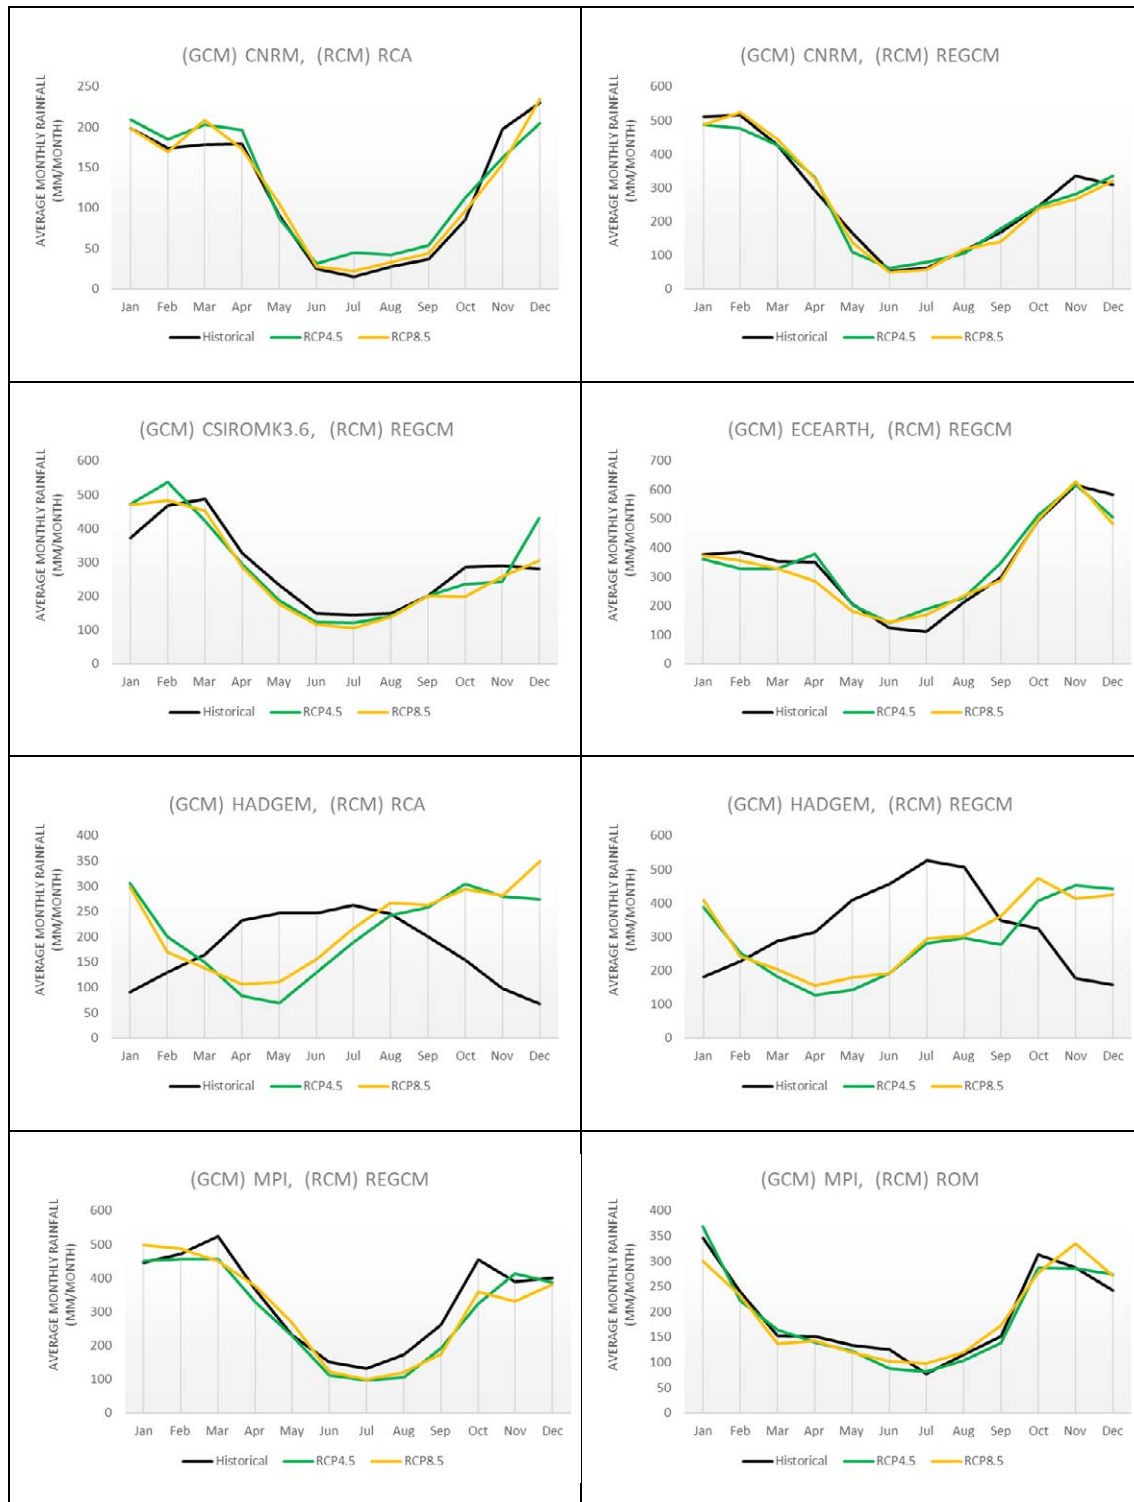 (GCM) CNRM, (RCM) RCA
AVERAGE MONTHLY RAINFALL
(MM/MONTH)
250
200
150
100
50
0
Jan Feb Mar Apr May Jun Jul Aug Sep Oct Nov Dec
Historical RCP4.5 RCP8.5
(GCM) CNRM, (RCM) REGCM
AVERAGE MONTHLY RAINFALL
(MM/MONTH)
600
500
400
300
200
100
0
Jan Feb Mar Apr May Jun Jul Aug Sep Oct Nov Dec
Historical RCP4.5 RCP8.5
(GCM) CSIROMK3.6, (RCM) REGCM
AVERAGE MONTHLY RAINFALL
(MM/MONTH)
600
500
400
300
200
100
0
Jan Feb Mar Apr May Jun Jul Aug Sep Oct Nov Dec
Historical RCP4.5 RCP8.5
(GCM) ECEARTH, (RCM) REGCM
AVERAGE MONTHLY RAINFALL
(MM/MONTH)
700
600
500
400
300
200
100
0
Jan Feb Mar Apr May Jun Jul Aug Sep Oct Nov Dec
Historical RCP4.5 RCP8.5
(GCM) HADGEM, (RCM) RCA
AVERAGE MONTHLY RAINFALL
(MM/MONTH)
400
350
300
250
200
150
100
50
0
Jan Feb Mar Apr May Jun Jul Aug Sep Oct Nov Dec
Historical RCP4.5 RCP8.5
(GCM) HADGEM, (RCM) REGCM
AVERAGE MONTHLY RAINFALL
(MM/MONTH)
600
500
400
300
200
100
0
Jan Feb Mar Apr May Jun Jul Aug Sep Oct Nov Dec
Historical RCP4.5 RCP8.5
(GCM) MPI, (RCM) REGCM
AVERAGE MONTHLY RAINFALL
(MM/MONTH)
600
500
400
300
200
100
0
Jan Feb Mar Apr May Jun Jul Aug Sep Oct Nov Dec
Historical RCP4.5 RCP8.5
(GCM) MPI, (RCM) ROM
AVERAGE MONTHLY RAINFALL
(MM/MONTH)
400
350
300
250
200
150
100
50
0
Jan Feb Mar Apr May Jun Jul Aug Sep Oct Nov Dec
Historical RCP4.5 RCP8.5